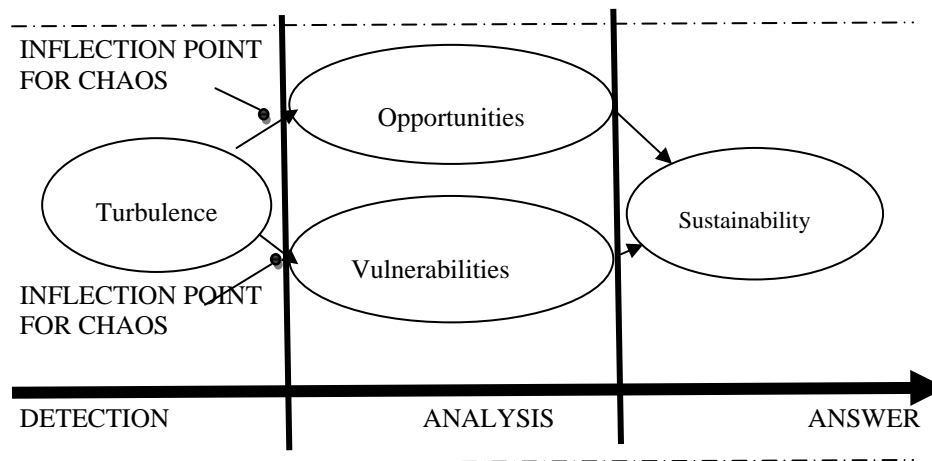 INFLECTION POINT
FOR CHAOS
Opportunities
Turbulence
Sustainability
Vulnerabilities
INFLECTION POINT
FOR CHAOS
DETECTION
ANALYSIS
ANSWER